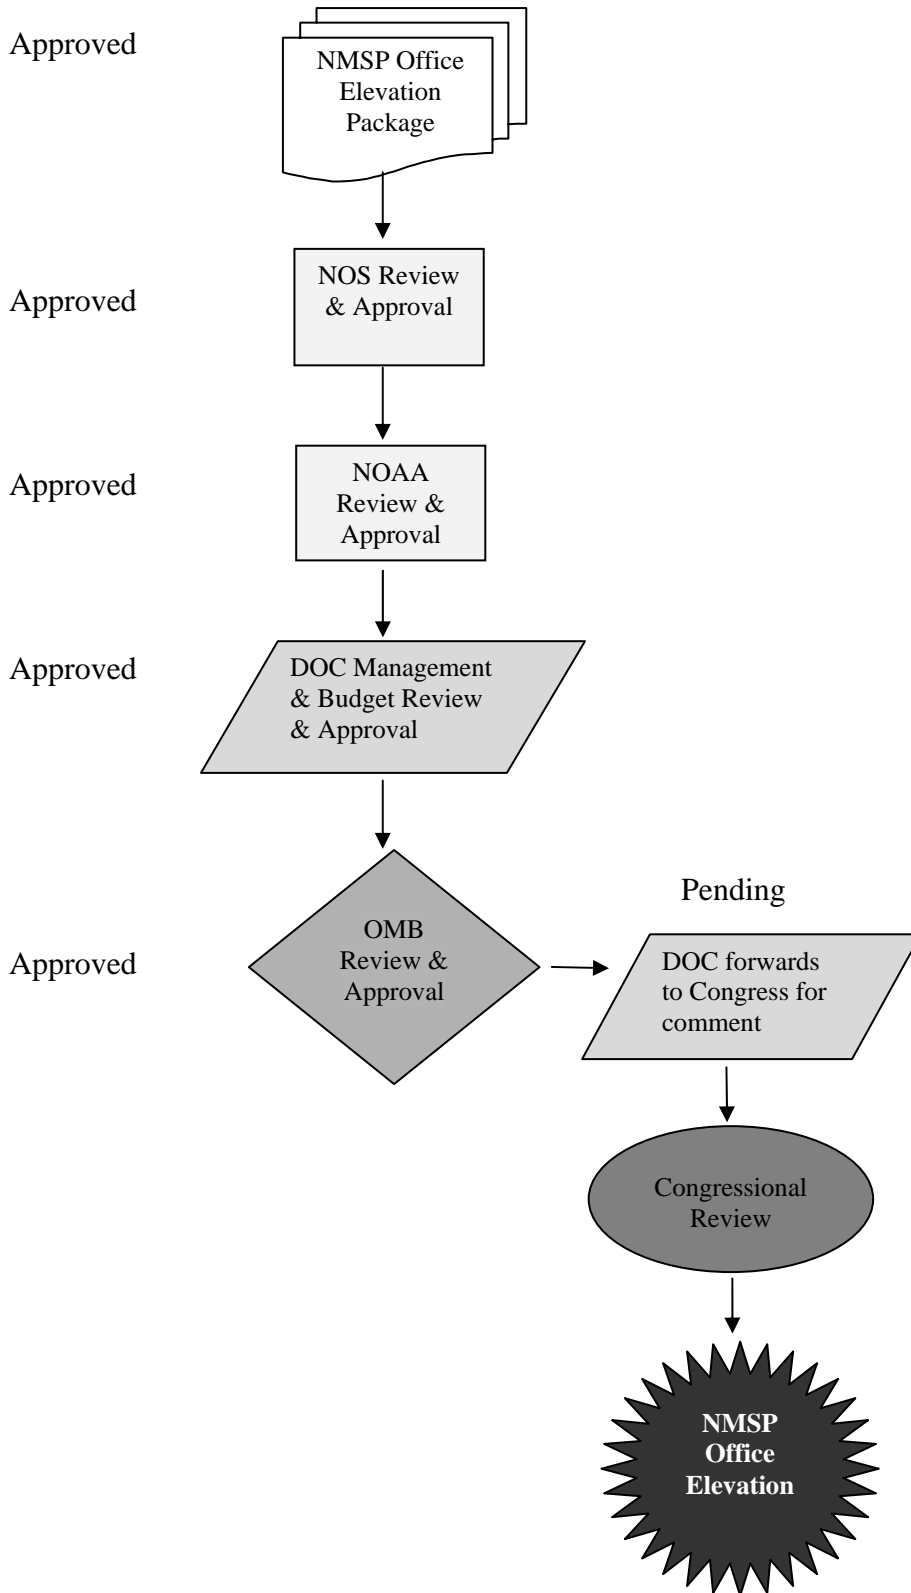 Approved
NMSP Office
Elevation
Package
Approved
NOS Review
& Approval
Approved
NOAA
Review &
Approval
Approved
DOC Management
& Budget Review
& Approval
Approved
OMB
Review &
Approval
Pending
DOC forwards
to Congress for
comment
Congressional
Review
NMSP
Office
Elevation